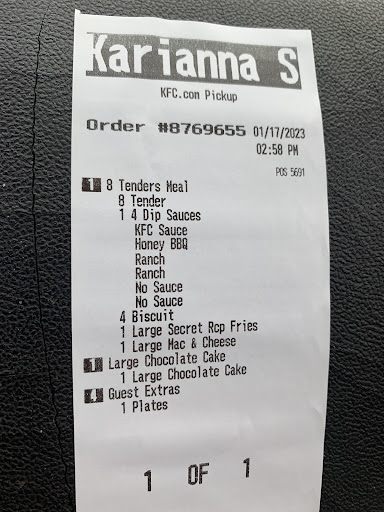 Karianna S
KFC.com Pickup
Order #8769655 01/17/2023
02:58 PM
POS 5691
1 8 Tenders Meal
8 Tender
1 4 Dip Sauces
KFC Sauce
Honey BBQ
Ranch
Ranch
No Sauce
No Sauce
4 Biscuit
1 Large Secret Rcp Fries
1 Large Mac & Cheese
1 Large Chocolate Cake
1 Large Chocolate Cake
4 Guest Extras
1 Plates
1 OF 1